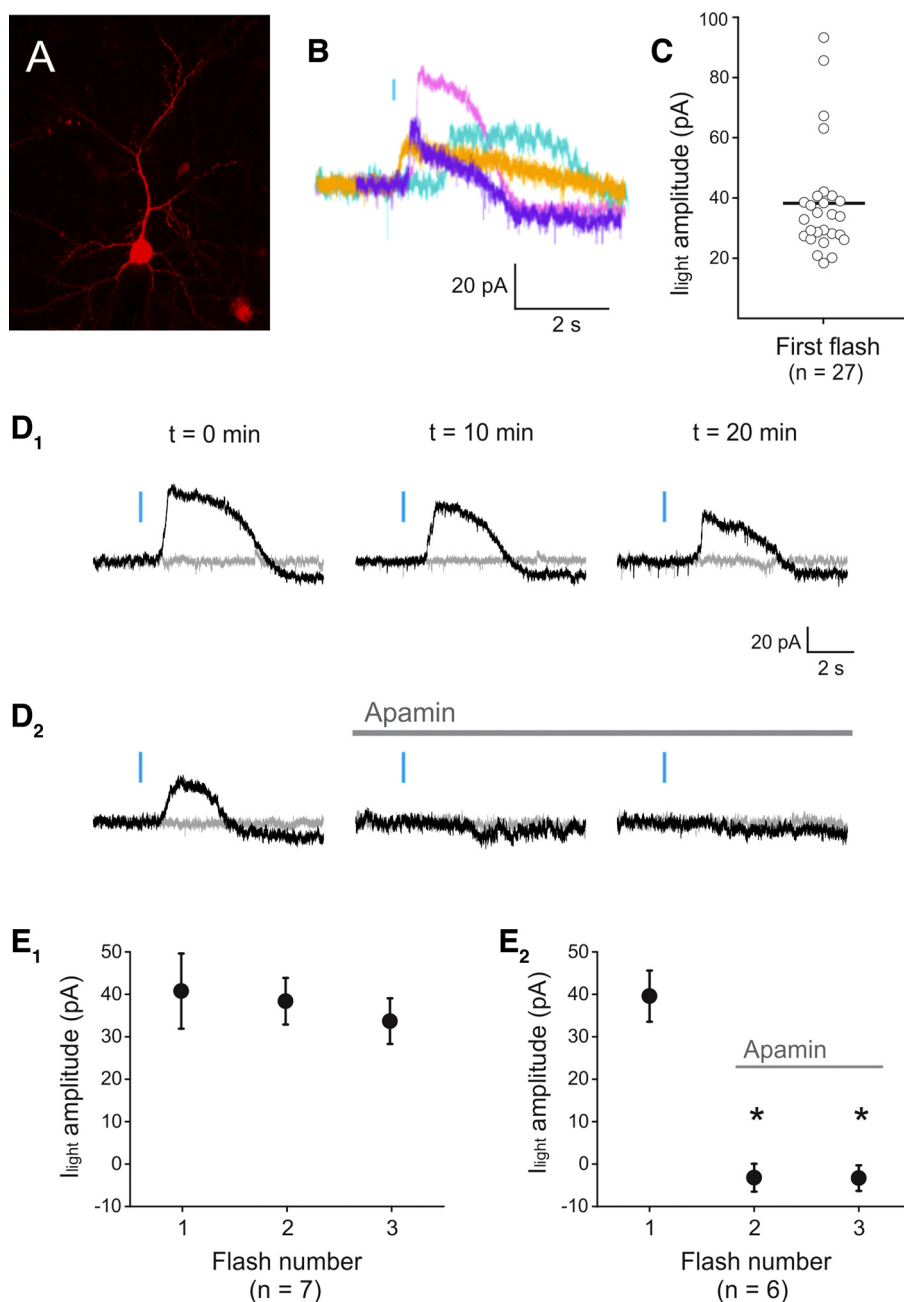 A
B
20 pA
2 s
C
I light amplitude (pA)
100
80
60
40
20
First flash
(n = 27)
D1
t = 0 min
t = 10 min
t = 20 min
20 pA
2 s
D2
Apamin
E1
I light amplitude (pA)
50
40
30
20
10
0
-10
1 2 3
Flash number
(n = 7)
E2
I light amplitude (pA)
50
40
30
20
10
0
-10
Apamin
* *
1 2 3
Flash number
(n = 6)